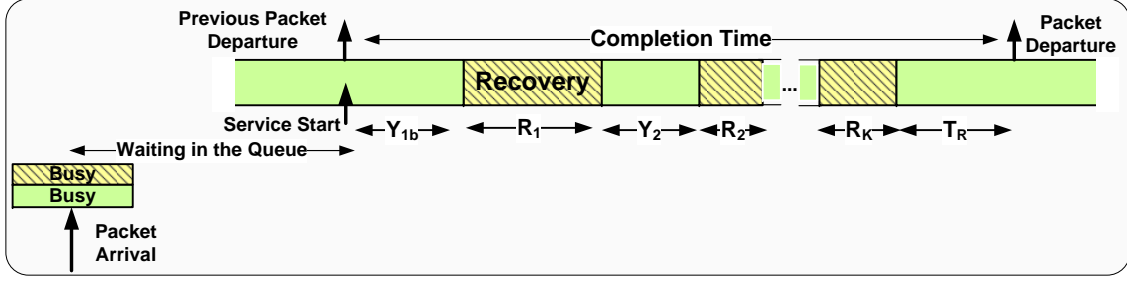 Previous Packet
Departure
Completion Time
Packet
Departure
Recovery
...
Service Start
Y1b
R1
Y2
R2
RK
TR
Waiting in the Queue
Busy
Busy
Packet
Arrival